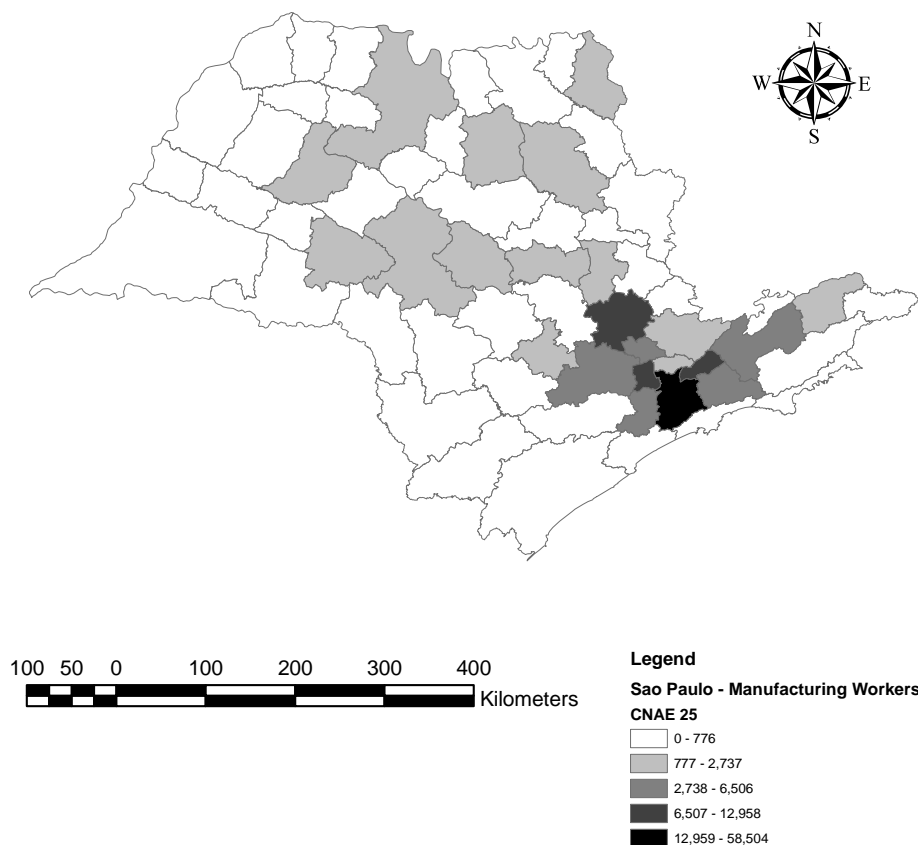 N
W E
S
100 50 0 100 200 300 400
Kilometers
Legend
Sao Paulo - Manufacturing Workers
CNAE 25
0 - 776
777 - 2,737
2,738 - 6,506
6,507 - 12,958
12,959 - 58,504